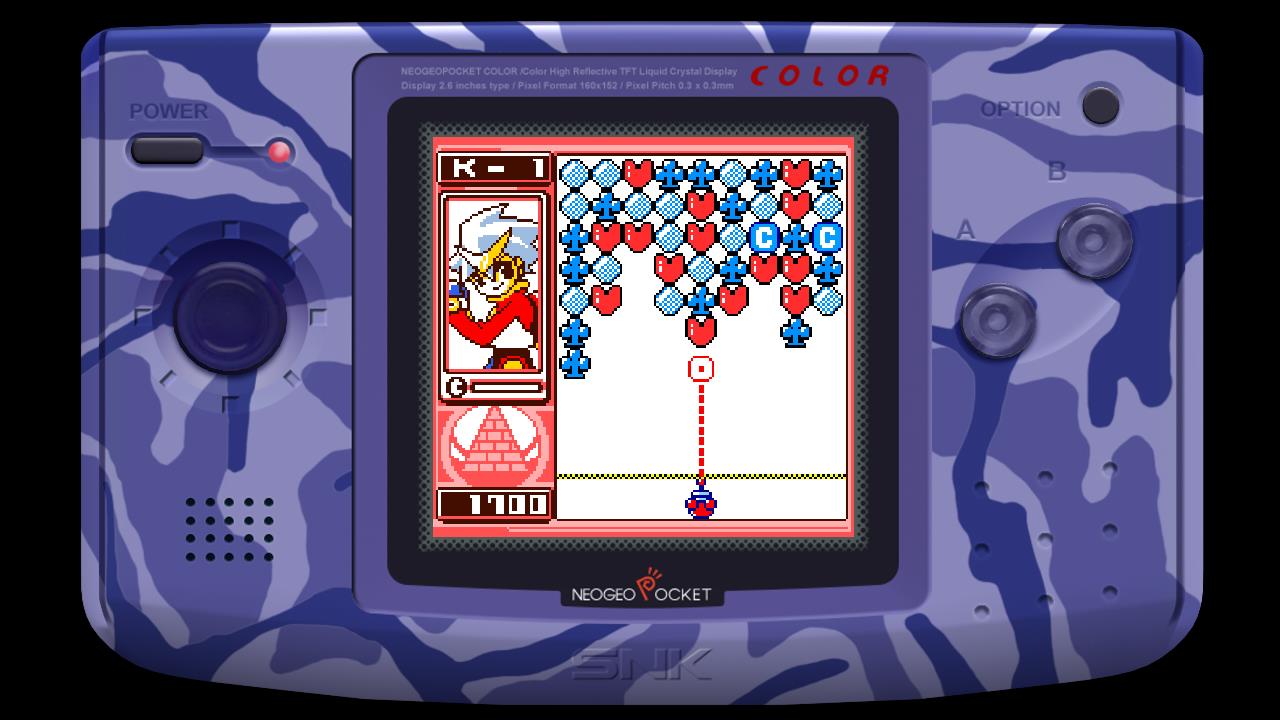 NEOGEOPOCKET COLOR /Color High Reflective TFT Liquid Crystal Display
Display 2.6 inches type / Pixel Format 160x152 / Pixel Pitch 0.3 x 0.3mm
COLOR
POWER
OPTION
B
A
K - 1
C C
C
1700
NEOGEO POCKET
SNK